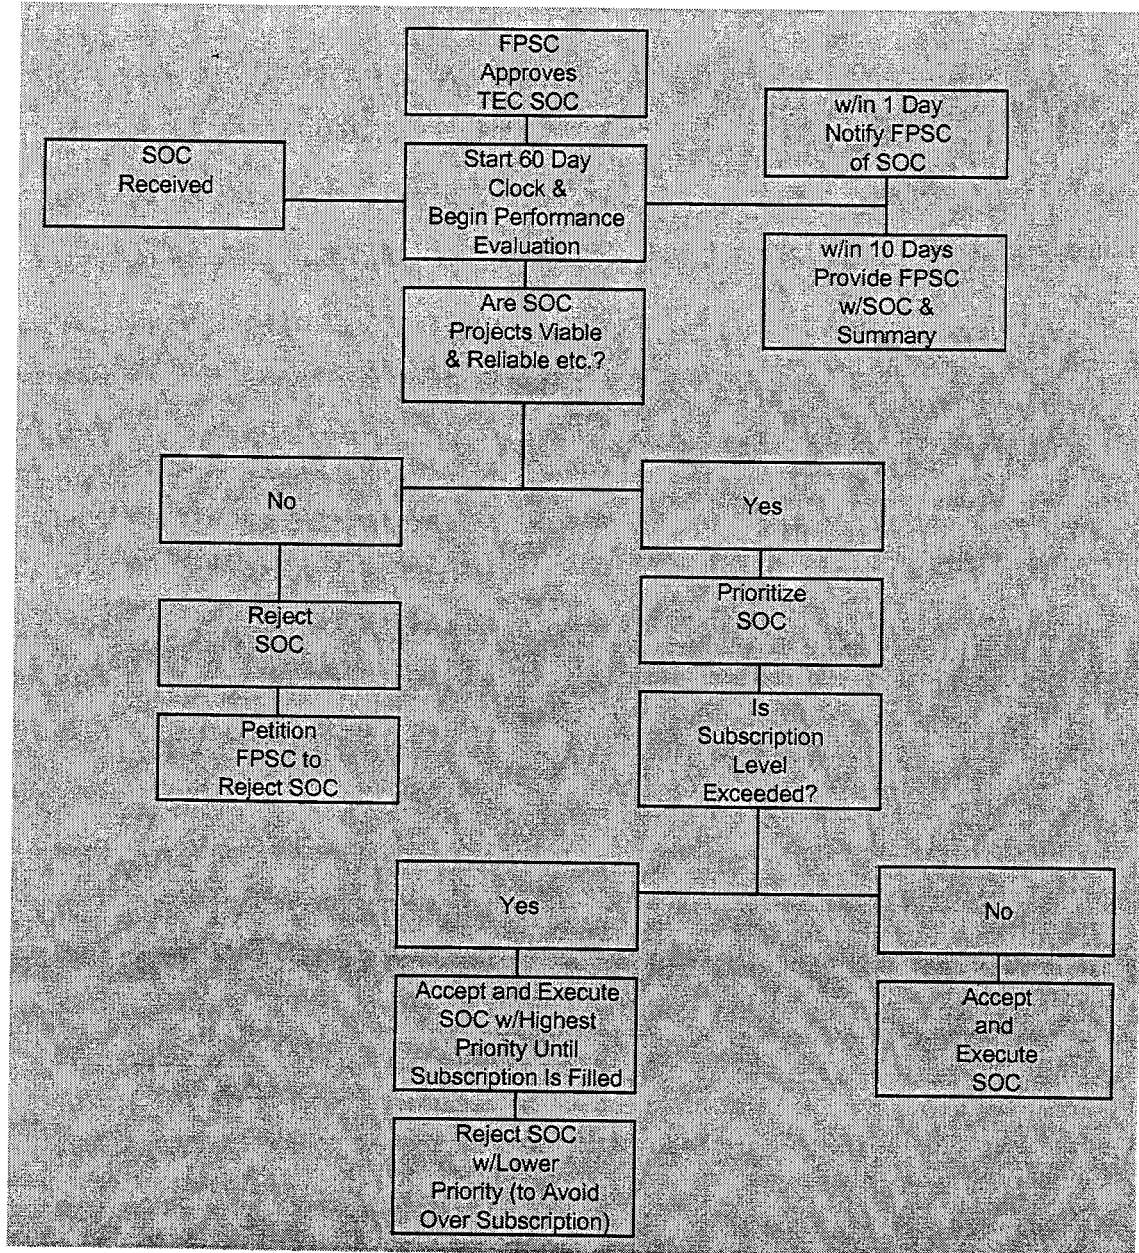 FPSC
Approves
TEC SOC
w/in 1 Day
Notify FPSC
of SOC
SOC
Received
Start 60 Day
Clock &
Begin Performance
Evaluation
w/in 10 Days
Provide FPSC
w/SOC &
Summary
Are SOC
Projects Viable
& Reliable etc.?
No
Yes
Reject
SOC
Prioritize
SOC
Petition
FPSC to
Reject SOC
Is
Subscription
Level
Exceeded?
Yes
No
Accept and Execute
SOC w/Highest
Priority Until
Subscription Is Filled
Accept
and
Execute
SOC
Reject SOC
w/Lower
Priority (to Avoid
Over Subscription)